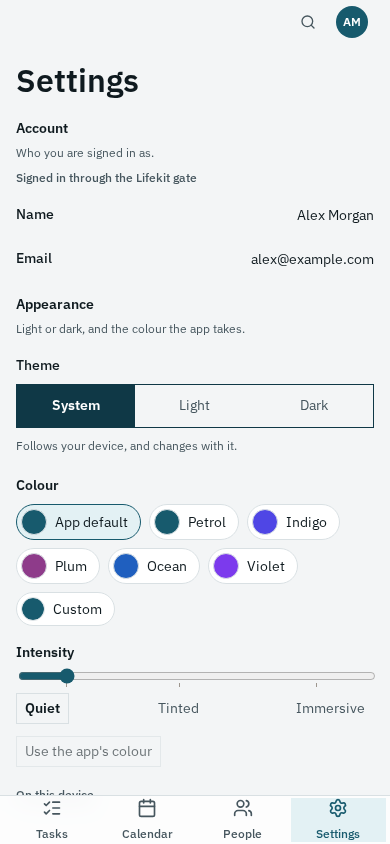 AM
Settings
Account
Who you are signed in as.
Signed in through the Lifekit gate
Name Alex Morgan
Email alex@example.com
Appearance
Light or dark, and the colour the app takes.
Theme
System Light Dark
Follows your device, and changes with it.
Colour
App default Petrol Indigo
Plum Ocean Violet
Custom
Intensity
Quiet Tinted Immersive
Use the app's colour
On this device
Tasks Calendar People Settings